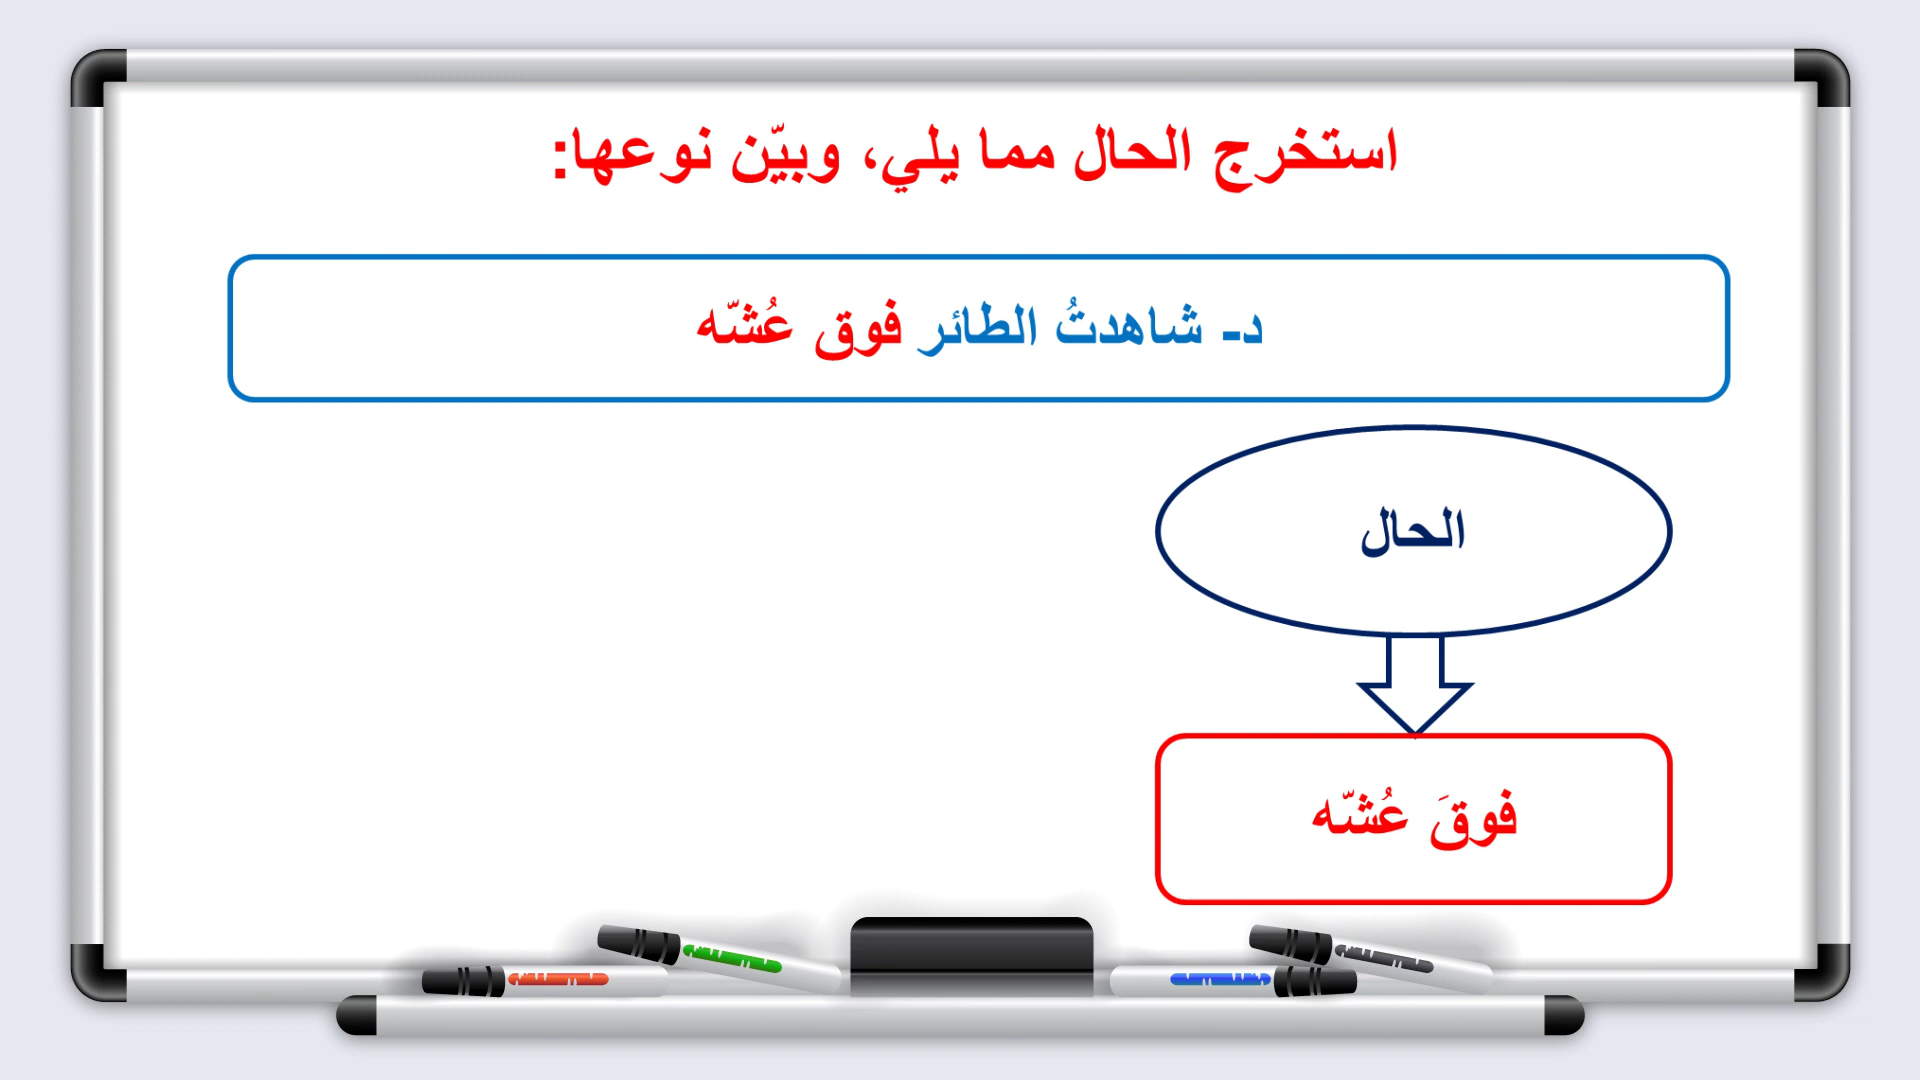 استخرج الحال مما يلي، وبيّن نوعها:
د- شاهدتُ الطائر فوق عُشّه
الحال
فوقَ عُشّه